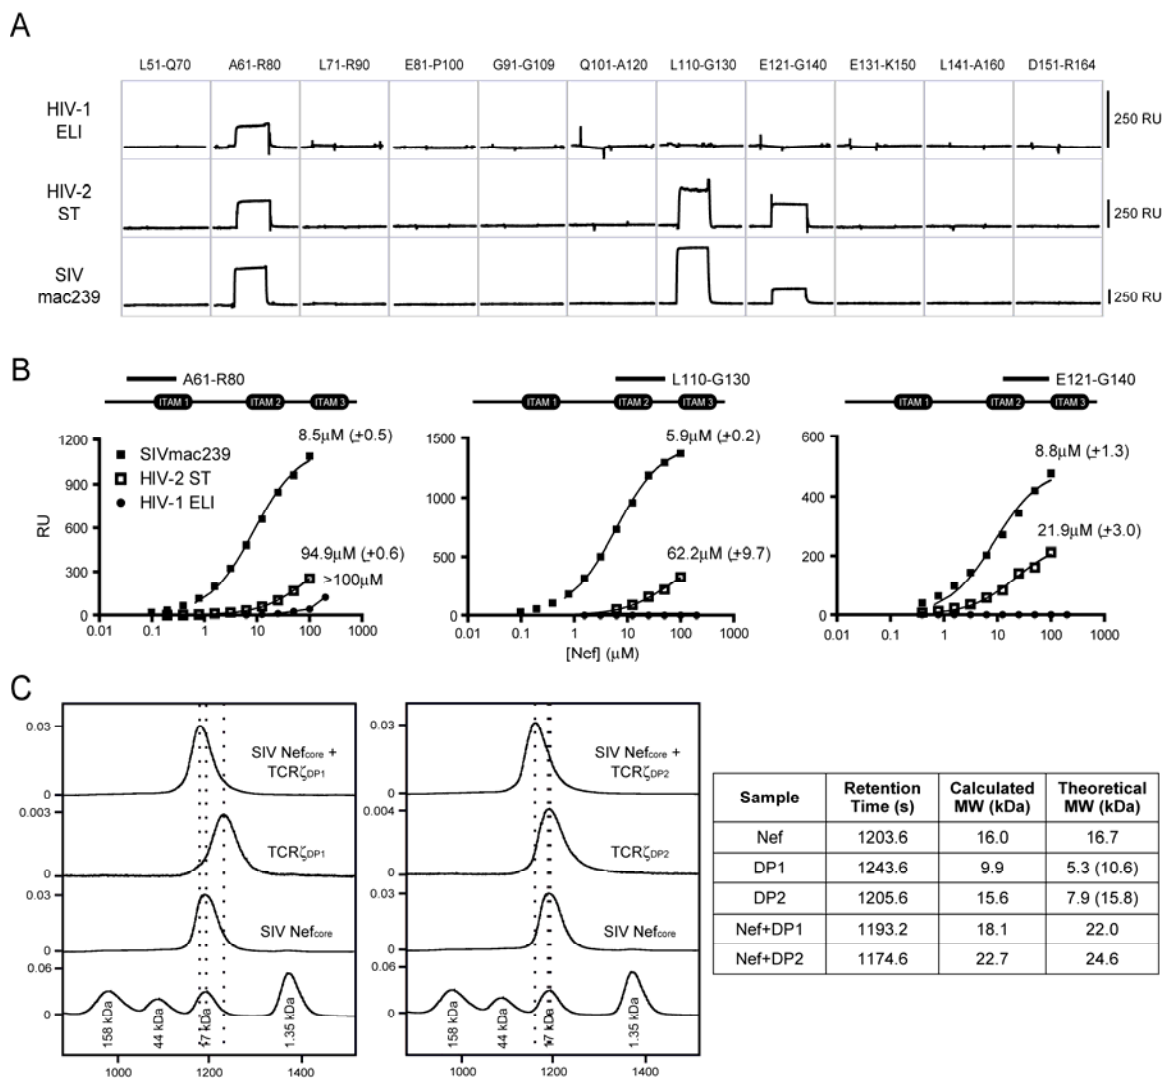 A
L51-Q70 A61-R80 L71-R90 E81-P100 G91-G109 Q101-A120 L110-G130 E121-G140 E131-K150 L141-A160 D151-R164
HIV-1
ELI
250 RU
HIV-2
ST
250 RU
SIV
mac239
250 RU
B
A61-R80
ITAM 1 ITAM 2 ITAM 3
L110-G130
ITAM 1 ITAM 2 ITAM 3
E121-G140
ITAM 1 ITAM 2 ITAM 3
1200
900
600
300
0
RU
SIVmac239
HIV-2 ST
HIV-1 ELI
8.5µM (±0.5)
94.9µM (±0.6)
>100µM
0.01 0.1 1 10 100 1000
1500
1000
500
0
5.9µM (±0.2)
62.2µM (±9.7)
0.01 0.1 1 10 100 1000
[Nef] (µM)
600
400
200
0
8.8µM (±1.3)
21.9µM (±3.0)
0.01 0.1 1 10 100 1000
C
0.03
0
SIV Nefcore +
TCRζDP1
0.003
0
TCRζDP1
0.03
0
SIV Nefcore
0.06
0
158 kDa
44 kDa
17 kDa
1.35 kDa
1000 1200 1400
0.03
0
SIV Nefcore +
TCRζDP2
0.004
0
TCRζDP2
0.03
0
SIV Nefcore
0.06
0
158 kDa
44 kDa
17 kDa
1.35 kDa
1000 1200 1400
Sample Retention Time (s) Calculated MW (kDa) Theoretical MW (kDa)
Nef 1203.6 16.0 16.7
DP1 1243.6 9.9 5.3 (10.6)
DP2 1205.6 15.6 7.9 (15.8)
Nef+DP1 1193.2 18.1 22.0
Nef+DP2 1174.6 22.7 24.6